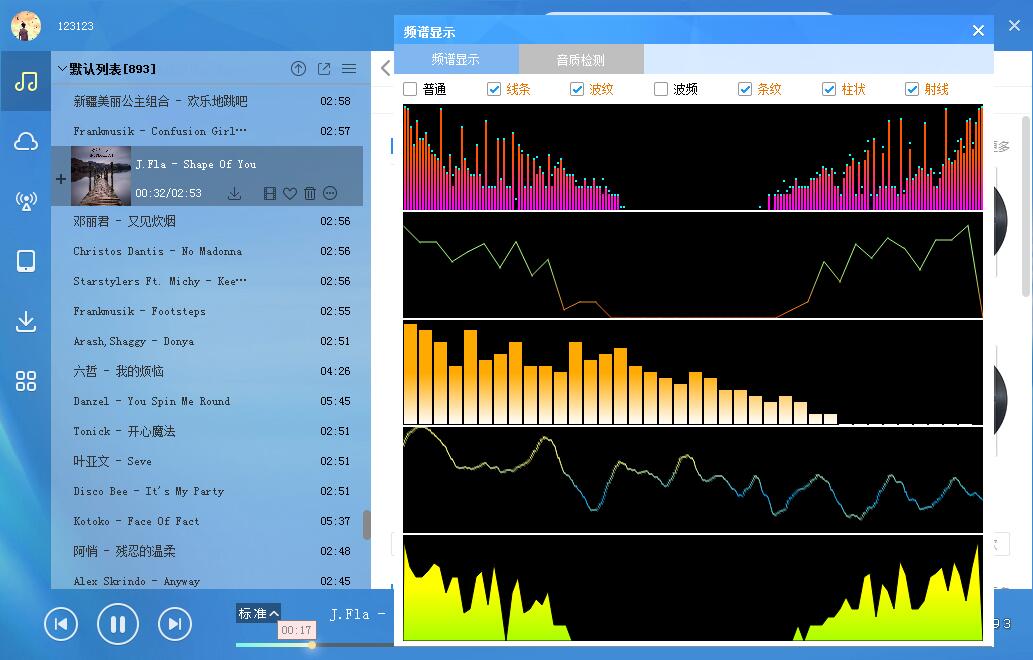 123123
默认列表[893]
新疆美丽公主组合 - 欢乐地跳吧 02:58
Frankmusik - Confusion Girl… 02:57
J.Fla - Shape Of You
00:32/02:53
邓丽君 - 又见炊烟 02:56
Christos Dantis - No Madonna 02:56
Starstylers Ft. Michy - Kee… 02:56
Frankmusik - Footsteps 02:55
Arash,Shaggy - Donya 02:51
六哲 - 我的烦恼 04:26
Danzel - You Spin Me Round 05:45
Tonick - 开心魔法 02:51
叶亚文 - Seve 02:51
Disco Bee - It's My Party 02:51
Kotoko - Face Of Fact 05:37
阿悄 - 残忍的温柔 02:48
Alex Skrindo - Anyway 02:45
标准
J.Fla -
00:17
频谱显示
频谱显示 音质检测
普通 线条 波纹 波频 条纹 柱状 射线
更多
93